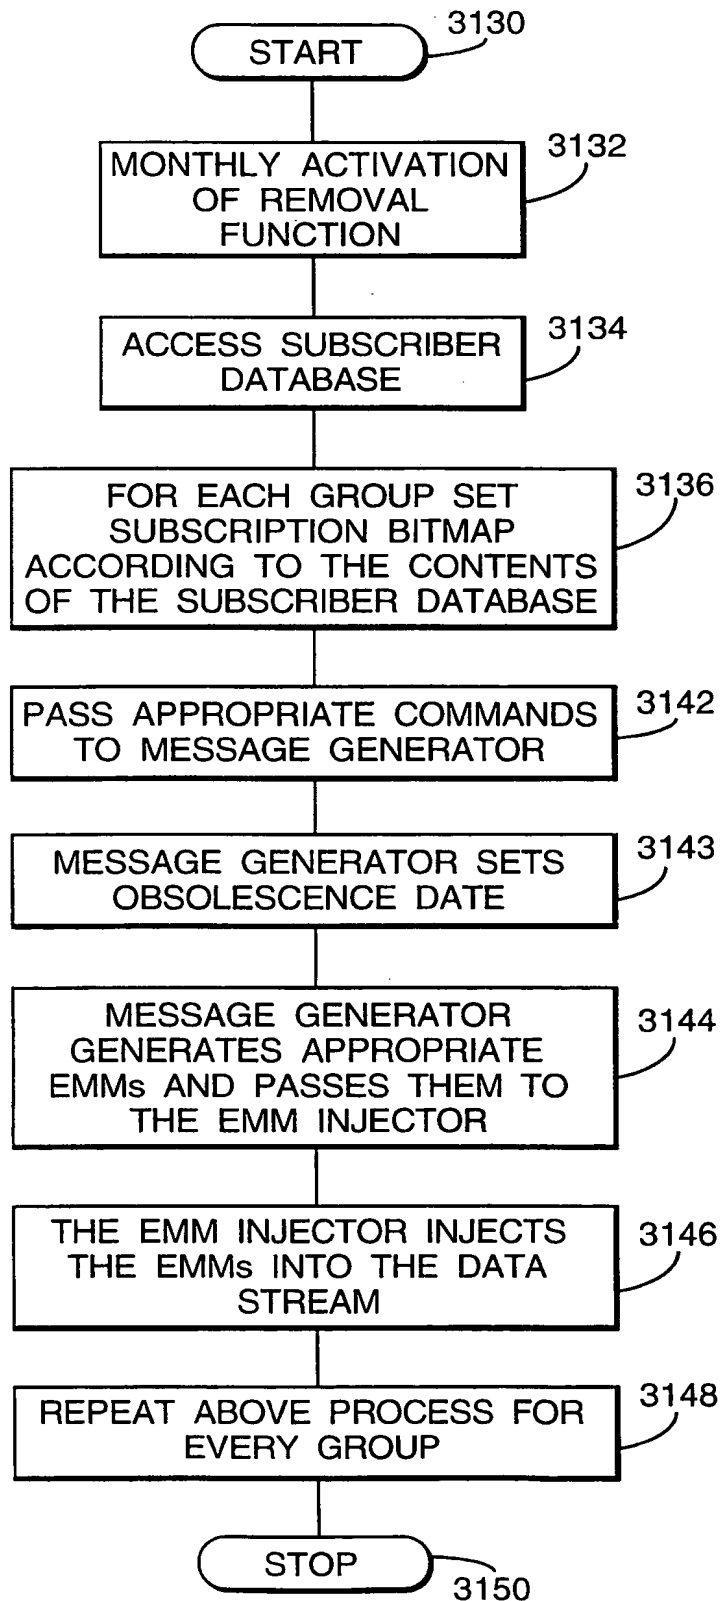 START
3130
MONTHLY ACTIVATION
OF REMOVAL
FUNCTION
3132
ACCESS SUBSCRIBER
DATABASE
3134
FOR EACH GROUP SET
SUBSCRIPTION BITMAP
ACCORDING TO THE CONTENTS
OF THE SUBSCRIBER DATABASE
3136
PASS APPROPRIATE COMMANDS
TO MESSAGE GENERATOR
3142
MESSAGE GENERATOR SETS
OBSOLESCENCE DATE
3143
MESSAGE GENERATOR
GENERATES APPROPRIATE
EMMs AND PASSES THEM TO
THE EMM INJECTOR
3144
THE EMM INJECTOR INJECTS
THE EMMs INTO THE DATA
STREAM
3146
REPEAT ABOVE PROCESS FOR
EVERY GROUP
3148
STOP
3150